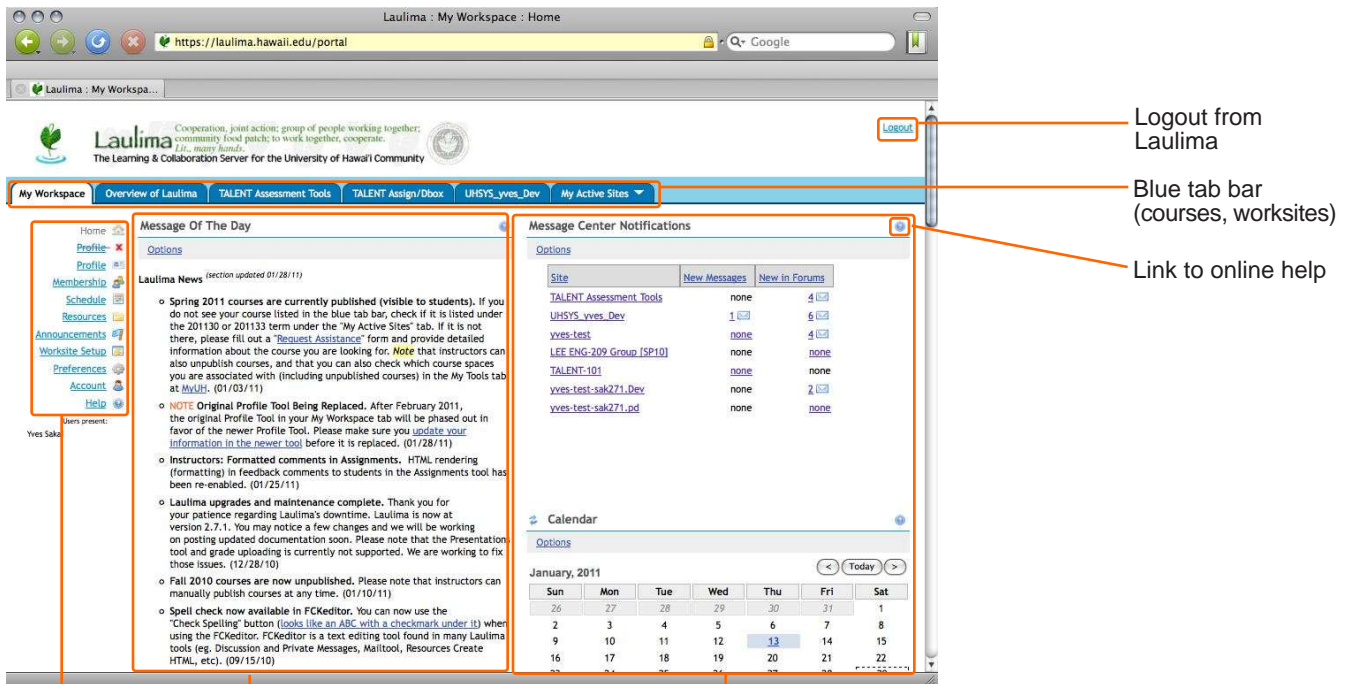 Laulima : My Workspace : Home
https://laulima.hawaii.edu/portal
Google
Laulima : My Workspa...
Logout
Logout from
Laulima
Laulima
Cooperation, joint action; group of people working together;
community food patch; to work together, cooperate.
Lit., many hands.
The Learning & Collaboration Server for the University of Hawai'i Community
My Workspace
Overview of Laulima
TALENT Assessment Tools
TALENT Assign/Dbox
UHSYS_yves_Dev
My Active Sites
Blue tab bar
(courses, worksites)
Link to online help
Home
Profile-
Profile
Membership
Schedule
Resources
Announcements
Worksite Setup
Preferences
Account
Help
Users present:
Yves Saka
Message Of The Day
Options
Laulima News (section updated 01/28/11)
Spring 2011 courses are currently published (visible to students). If you
do not see your course listed in the blue tab bar, check if it is listed under
the 201130 or 201133 term under the "My Active Sites" tab. If it is not
there, please fill out a "Request Assistance" form and provide detailed
information about the course you are looking for. Note that instructors can
also unpublish courses, and that you can also check which course spaces
you are associated with (including unpublished courses) in the My Tools tab
at MyUH. (01/03/11)
NOTE Original Profile Tool Being Replaced. After February 2011,
the original Profile Tool in your My Workspace tab will be phased out in
favor of the newer Profile Tool. Please make sure you update your
information in the newer tool before it is replaced. (01/28/11)
Instructors: Formatted comments in Assignments. HTML rendering
(formatting) in feedback comments to students in the Assignments tool has
been re-enabled. (01/25/11)
Laulima upgrades and maintenance complete. Thank you for
your patience regarding Laulima's downtime. Laulima is now at
version 2.7.1. You may notice a few changes and we will be working
on posting updated documentation soon. Please note that the Presentation
tool and grade uploading is currently not supported. We are working to fix
those issues. (12/28/10)
Fall 2010 courses are now unpublished. Please note that instructors can
manually publish courses at any time. (01/10/11)
Spell check now available in FCKeditor. You can now use the
"Check Spelling" button (looks like an ABC with a checkmark under it) when
using the FCKeditor. FCKeditor is a text editing tool found in many Laulima
tools (eg. Discussion and Private Messages, Mailtool, Resources Create
HTML, etc). (09/15/10)
Message Center Notifications
Options
Site New Messages New in Forums
TALENT Assessment Tools none 4
UHSYS_yves_Dev 1 6
yves-test none 4
LEE ENG-209 Group [SP10] none none
TALENT-101 none none
yves-test-sak271.Dev none 2
yves-test-sak271.pd none none
Calendar
Options
January, 2011 < Today >
Sun Mon Tue Wed Thu Fri Sat
26 27 28 29 30 31 1
2 3 4 5 6 7 8
9 10 11 12 13 14 15
16 17 18 19 20 21 22